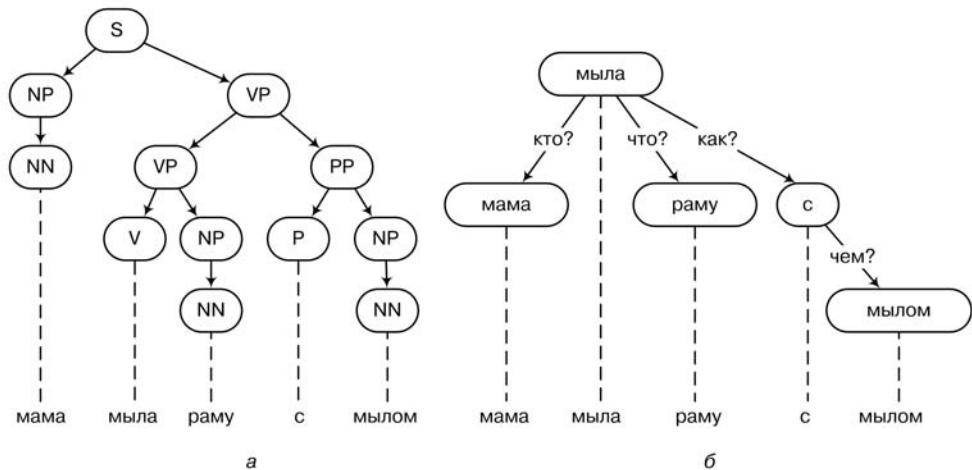 S
NP VP
NN VP PP
V NP P NP
NN NN
мама мыла раму с мылом
а
мыла
кто? что? как?
мама раму с
чем?
мылом
мама мыла раму с мылом
б